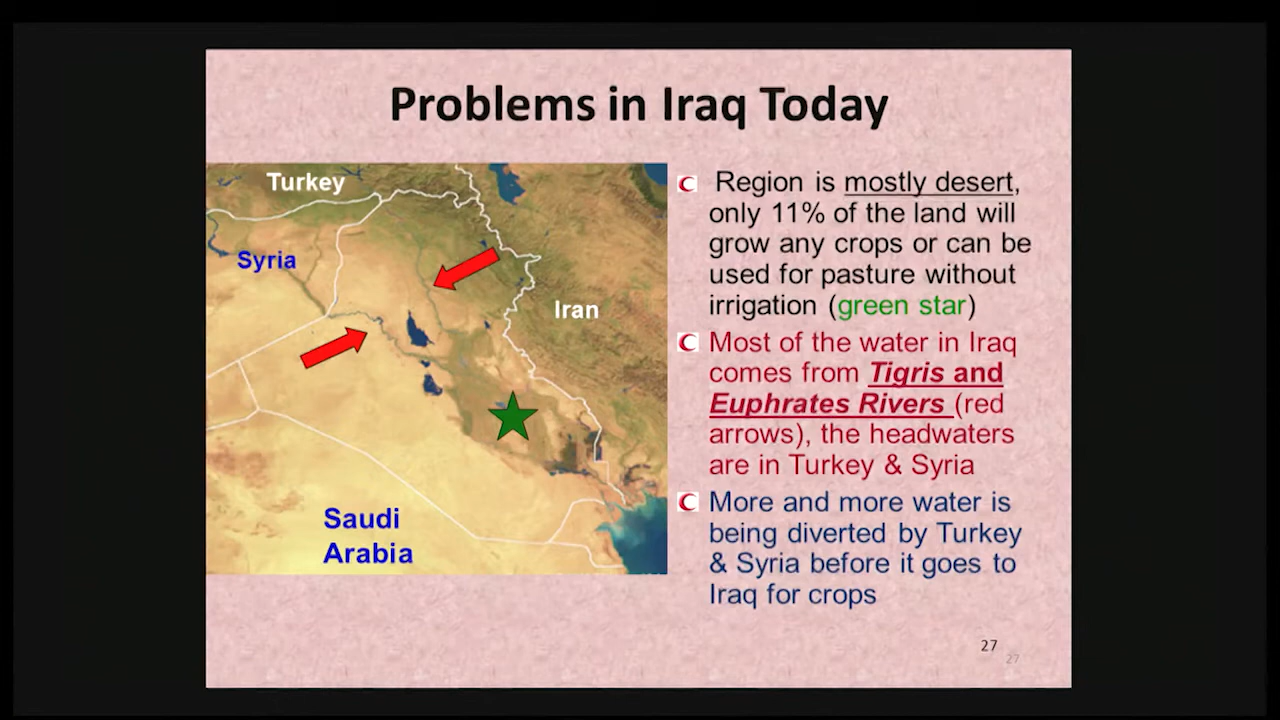 Problems in Iraq Today
Turkey
Syria
Iran
Saudi
Arabia
Region is mostly desert,
only 11% of the land will
grow any crops or can be
used for pasture without
irrigation (green star)
Most of the water in Iraq
comes from Tigris and
Euphrates Rivers (red
arrows), the headwaters
are in Turkey & Syria
More and more water is
being diverted by Turkey
& Syria before it goes to
Iraq for crops
27
27